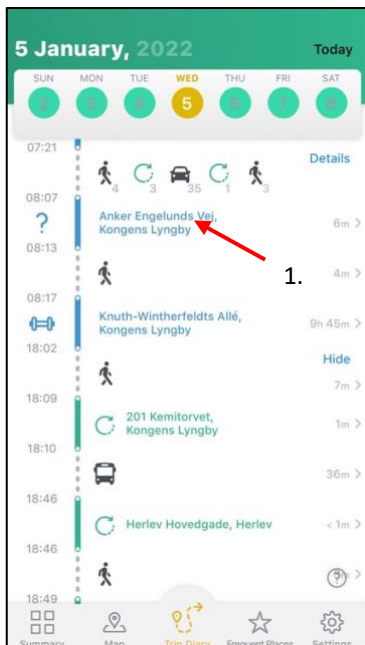 5 January, 2022 Today
SUN MON TUE WED THU FRI SAT
2 3 4 5 6 7 8
07:21
Details
4 3 35 1 3
08:07
?
Anker Engelunds Vej,
Kongens Lyngby
6m >
08:13
1.
4m >
08:17
Knuth-Wintherfeldts Allé,
Kongens Lyngby
9h 45m >
18:02
Hide
7m >
18:09
201 Kemitorvet,
Kongens Lyngby
1m >
18:10
36m >
18:46
Herlev Hovedgade, Herlev
< 1m >
18:46
?
>
18:49
Summary Map Trip Diary Frequent Places Settings